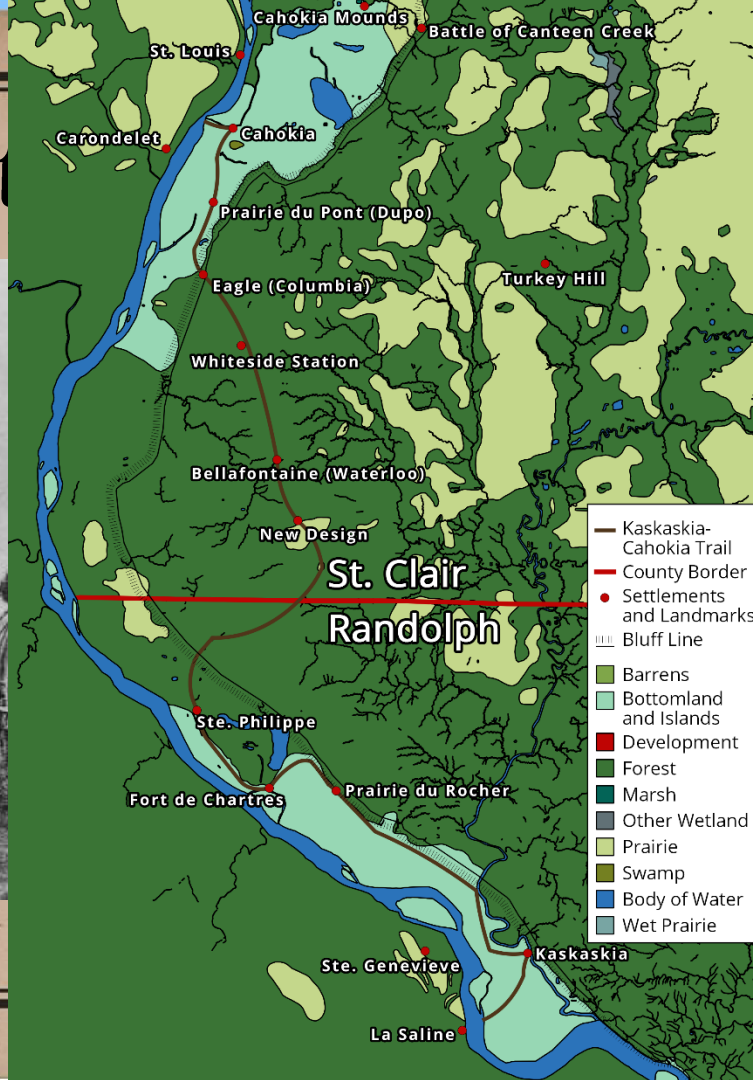 Cahokia Mounds
Battle of Canteen Creek
St. Louis
Cahokia
Carondelet
Prairie du Pont (Dupo)
Turkey Hill
Eagle (Columbia)
Whiteside Station
Bellafontaine (Waterloo)
New Design
St. Clair
Randolph
Ste. Philippe
Fort de Chartres
Prairie du Rocher
Ste. Genevieve
Kaskaskia
La Saline
Kaskaskia-
Cahokia Trail
County Border
Settlements
and Landmarks
Bluff Line
Barrens
Bottomland
and Islands
Development
Forest
Marsh
Other Wetland
Prairie
Swamp
Body of Water
Wet Prairie